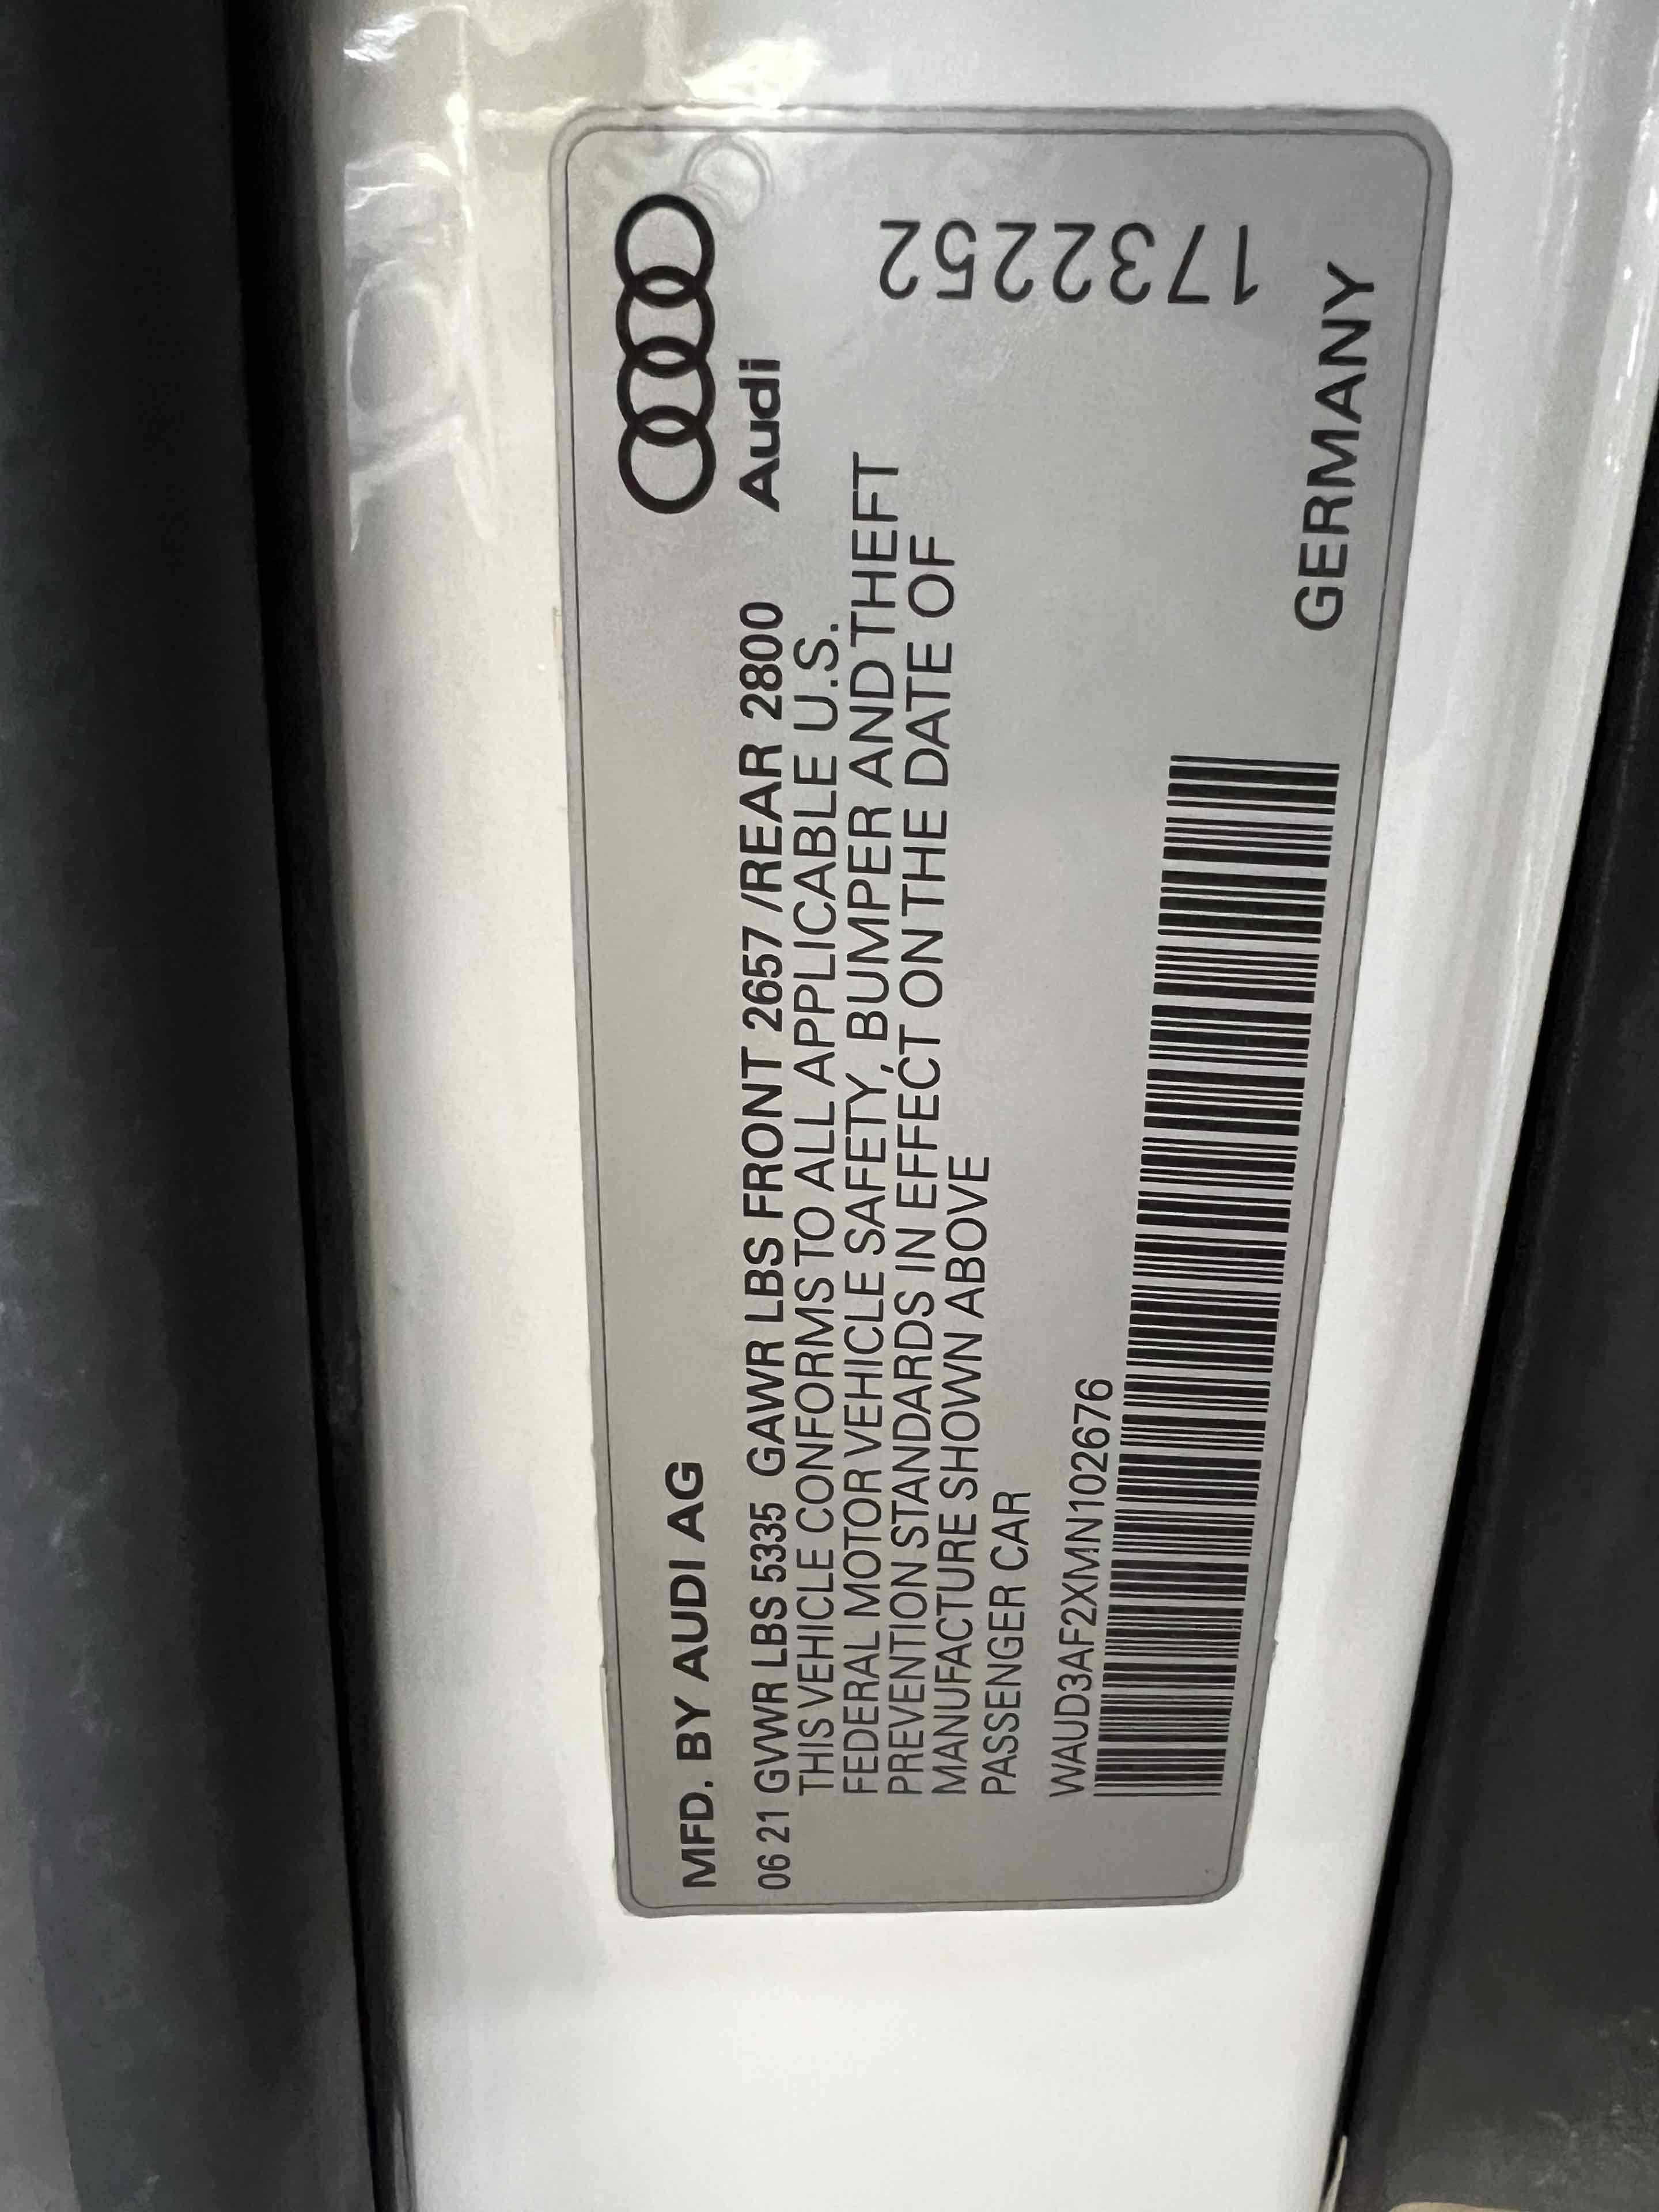 MFD. BY AUDI AG
Audi
06 21 GVWR LBS 5335 GAWR LBS FRONT 2657 /REAR 2800
THIS VEHICLE CONFORMS TO ALL APPLICABLE U.S.
FEDERAL MOTOR VEHICLE SAFETY, BUMPER AND THEFT
PREVENTION STANDARDS IN EFFECT ON THE DATE OF
MANUFACTURE SHOWN ABOVE
PASSENGER CAR
1732252
WAUD3AF2XMN102676
GERMANY